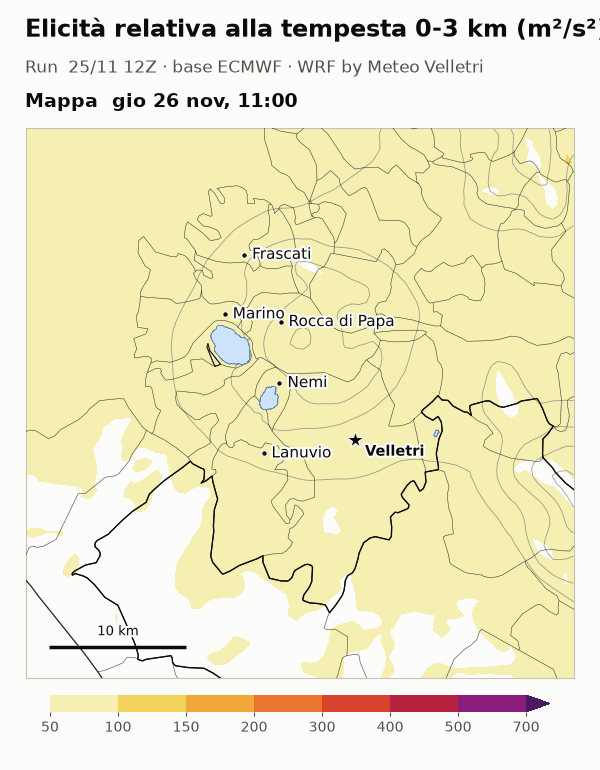 Elicità relativa alla tempesta 0-3 km (m²/s²)
Run 25/11 12Z · base ECMWF · WRF by Meteo Velletri
Mappa gio 26 nov, 11:00
Frascati
Marino
Rocca di Papa
Nemi
Velletri
Lanuvio
10 km
50 100 150 200 300 400 500 700